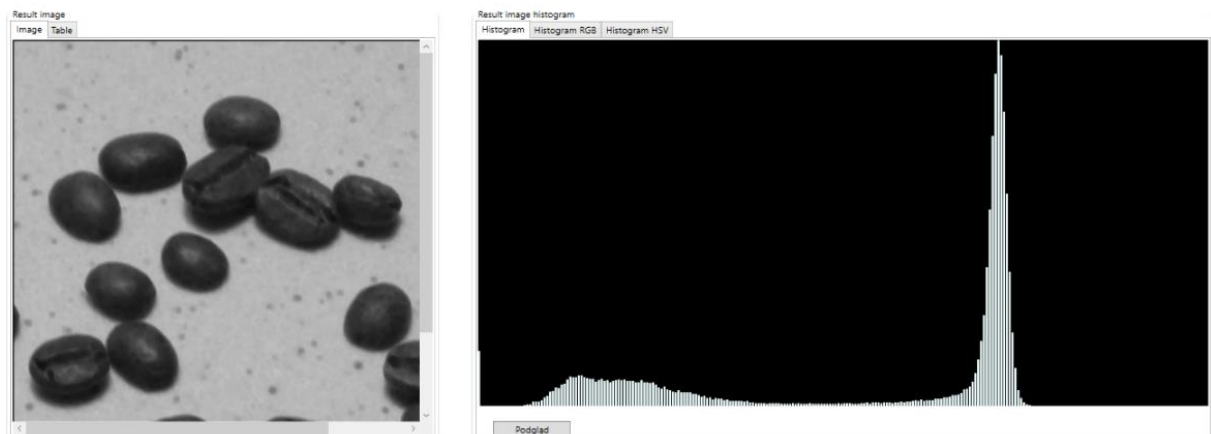 Result image
Image Table
Result image histogram
Histogram Histogram RGB Histogram HSV
Podglad